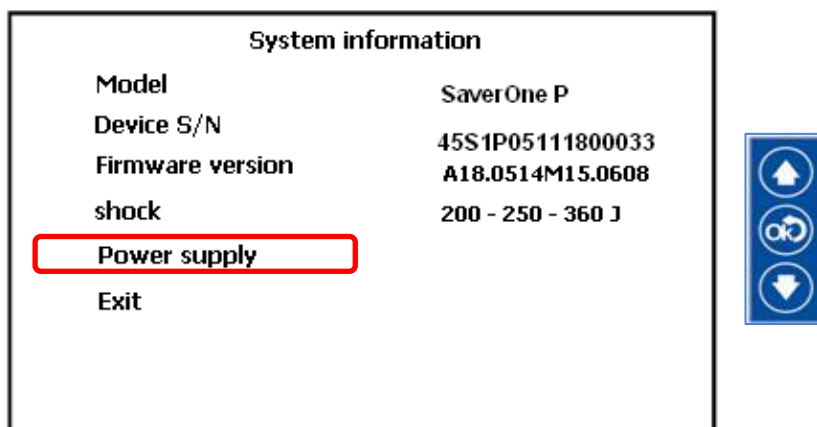 System information
Model SaverOne P
Device S/N 45S1P05111800033
Firmware version A18.0514M15.0608
shock 200 - 250 - 360 J
Power supply
Exit
OK